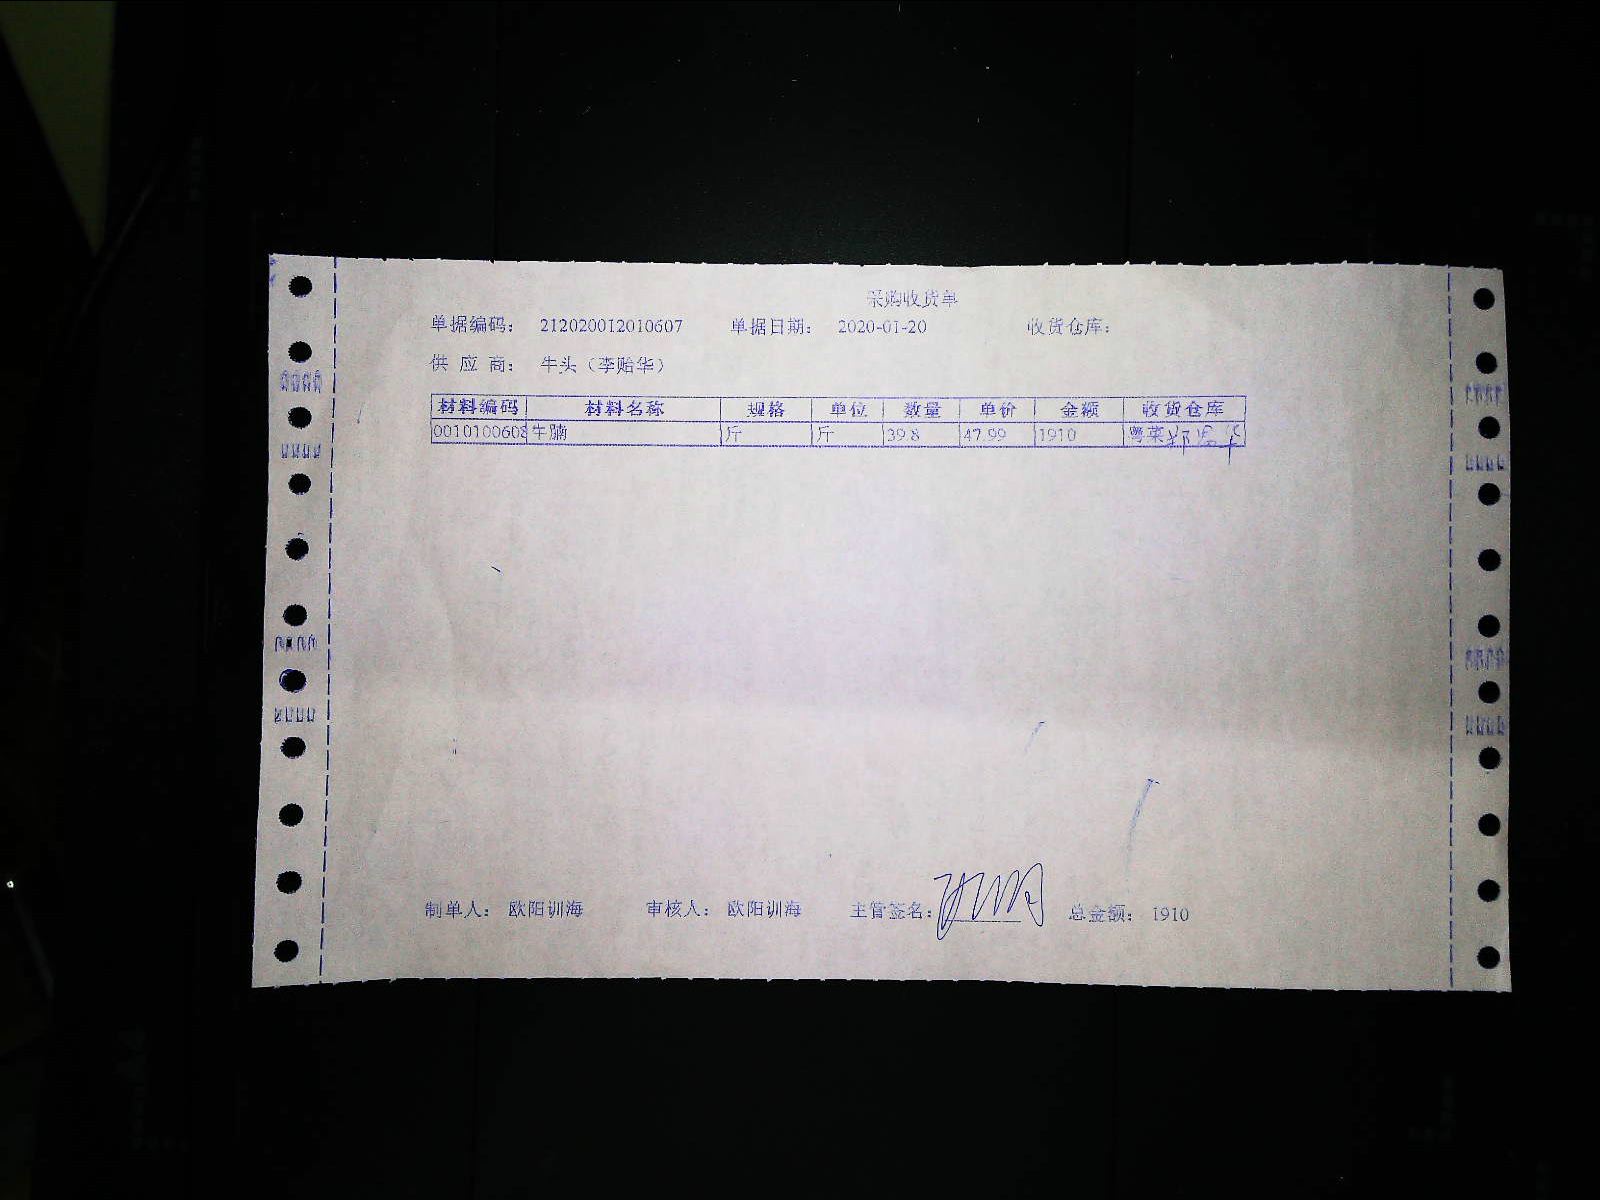 采购收货单
单据编码： 212020012010607 单据日期： 2020-01-20 收货仓库：
供 应 商： 牛头（李贻华）
材料编码 材料名称 规格 单位 数量 单价 金额 收货仓库
0010100608 牛腩 斤 斤 39.8 47.99 1910 粤菜
制单人： 欧阳训海 审核人： 欧阳训海 主管签名： 总金额： 1910